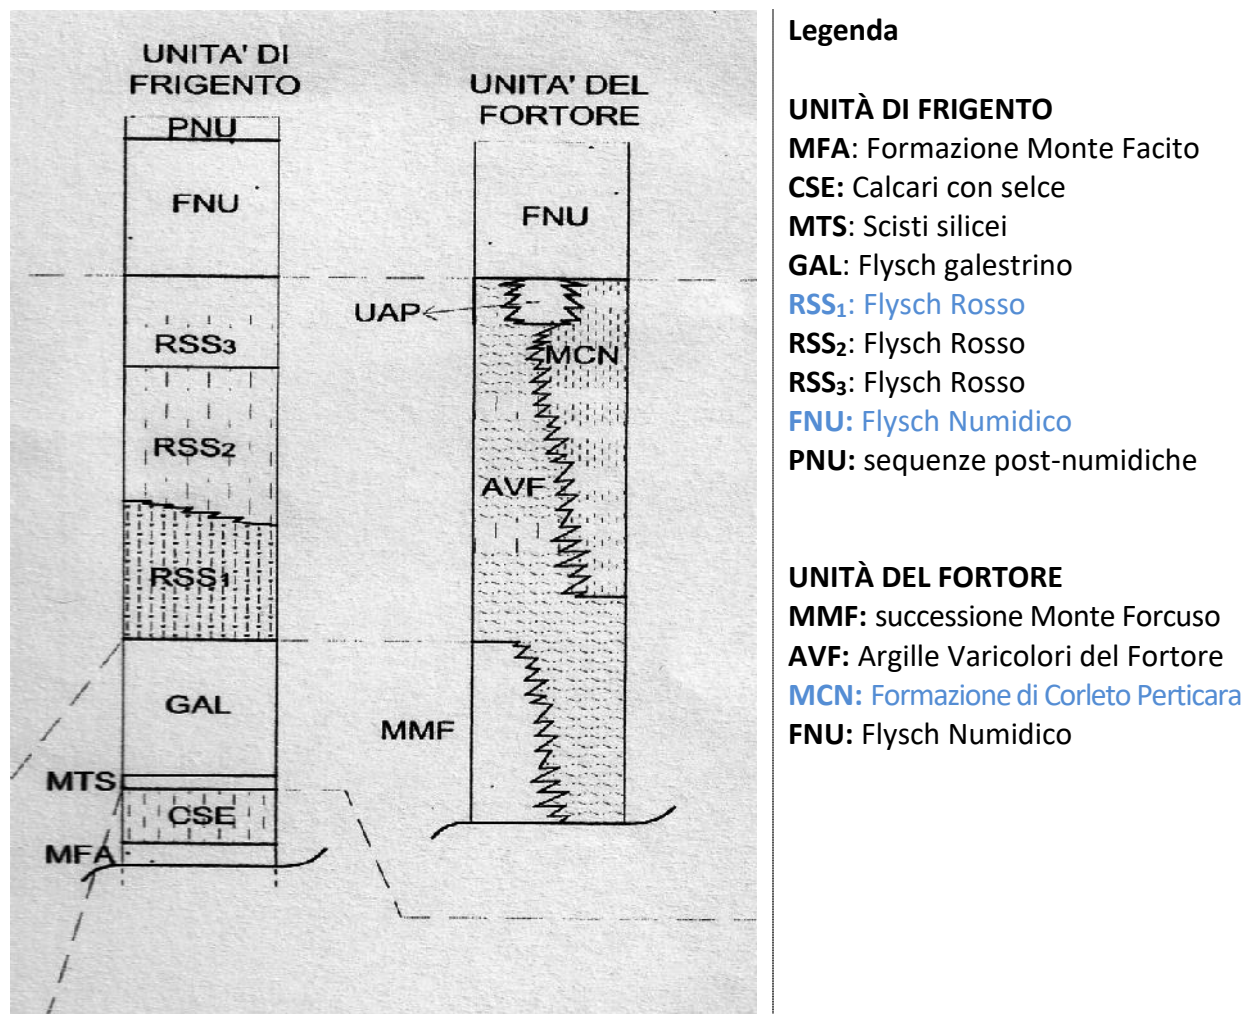 UNITA' DI
FRIGENTO
PNU
FNU
RSS3
RSS2
RSS1
GAL
MTS
CSE
MFA
UNITA' DEL
FORTORE
FNU
UAP
MCN
AVF
MMF
Legenda
UNITÀ DI FRIGENTO
MFA: Formazione Monte Facito
CSE: Calcari con selce
MTS: Scisti silicei
GAL: Flysch galestrino
RSS1: Flysch Rosso
RSS2: Flysch Rosso
RSS3: Flysch Rosso
FNU: Flysch Numidico
PNU: sequenze post-numidiche
UNITÀ DEL FORTORE
MMF: successione Monte Forcuso
AVF: Argille Varicolori del Fortore
MCN: Formazione di Corleto Perticara
FNU: Flysch Numidico